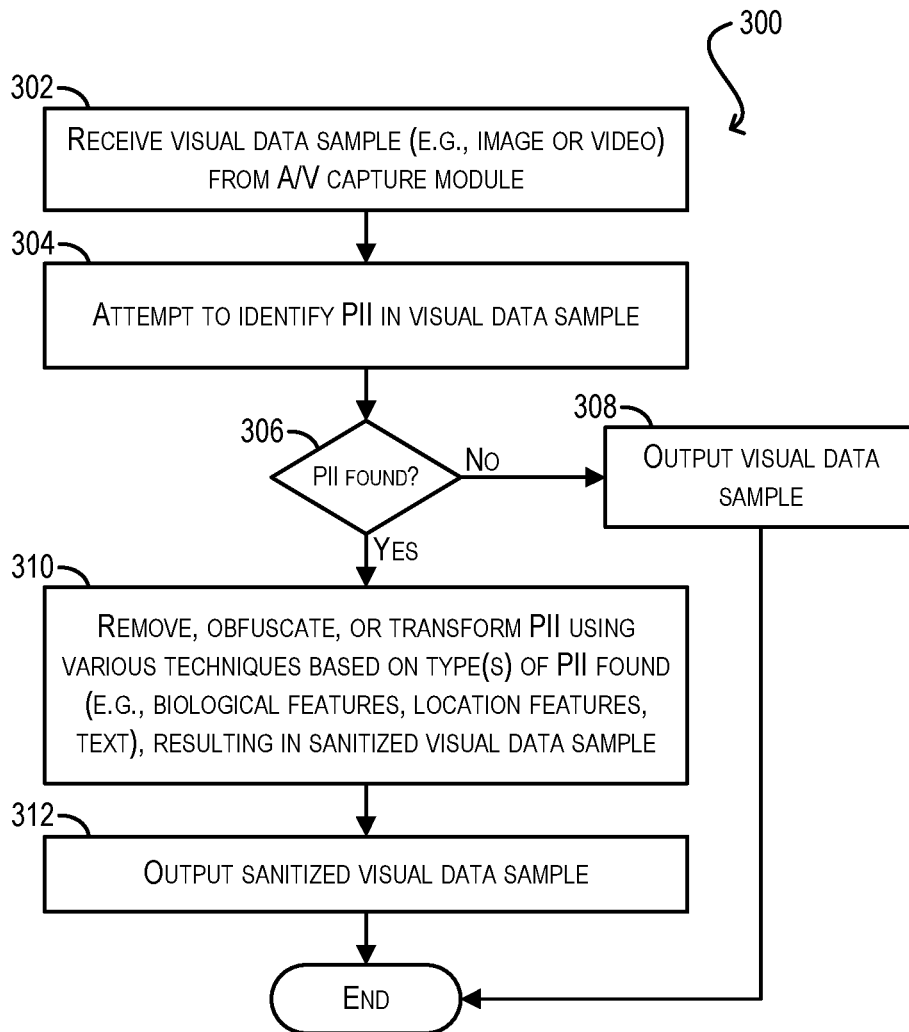 300
302
RECEIVE VISUAL DATA SAMPLE (E.G., IMAGE OR VIDEO)
FROM A/V CAPTURE MODULE
304
ATTEMPT TO IDENTIFY PII IN VISUAL DATA SAMPLE
306
PII FOUND?
NO
308
OUTPUT VISUAL DATA
SAMPLE
YES
310
REMOVE, OBFUSCATE, OR TRANSFORM PII USING
VARIOUS TECHNIQUES BASED ON TYPE(S) OF PII FOUND
(E.G., BIOLOGICAL FEATURES, LOCATION FEATURES,
TEXT), RESULTING IN SANITIZED VISUAL DATA SAMPLE
312
OUTPUT SANITIZED VISUAL DATA SAMPLE
END